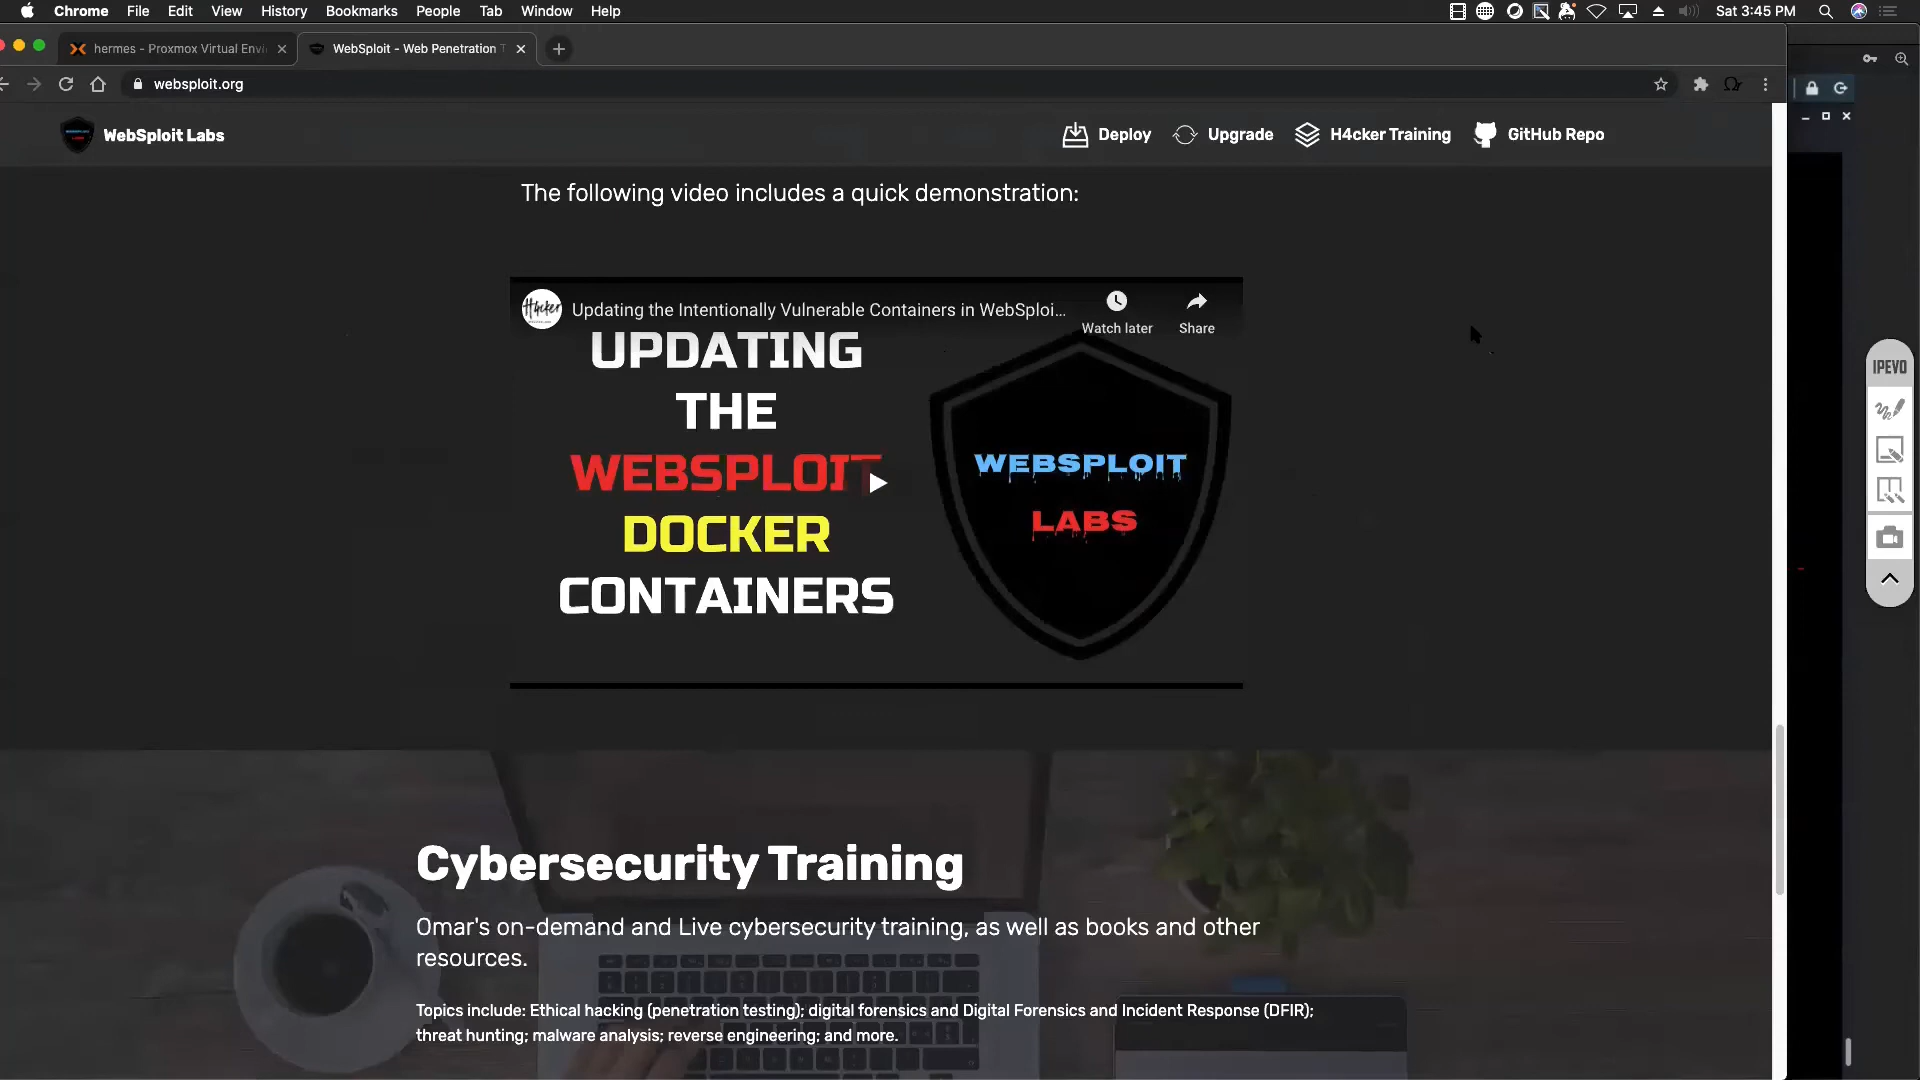 Chrome File Edit View History Bookmarks People Tab Window Help Sat 3:45 PM
hermes - Proxmox Virtual Envi
WebSploit - Web Penetration T
websploit.org
WebSploit Labs
Deploy Upgrade H4cker Training GitHub Repo
The following video includes a quick demonstration:
H4cker
Updating the Intentionally Vulnerable Containers in WebSploi...
Watch later
Share
UPDATING
THE
WEBSPLOIT
DOCKER
CONTAINERS
WEBSPLOIT
LABS
IPEVO
Cybersecurity Training
Omar's on-demand and Live cybersecurity training, as well as books and other
resources.
Topics include: Ethical hacking (penetration testing); digital forensics and Digital Forensics and Incident Response (DFIR);
threat hunting; malware analysis; reverse engineering; and more.